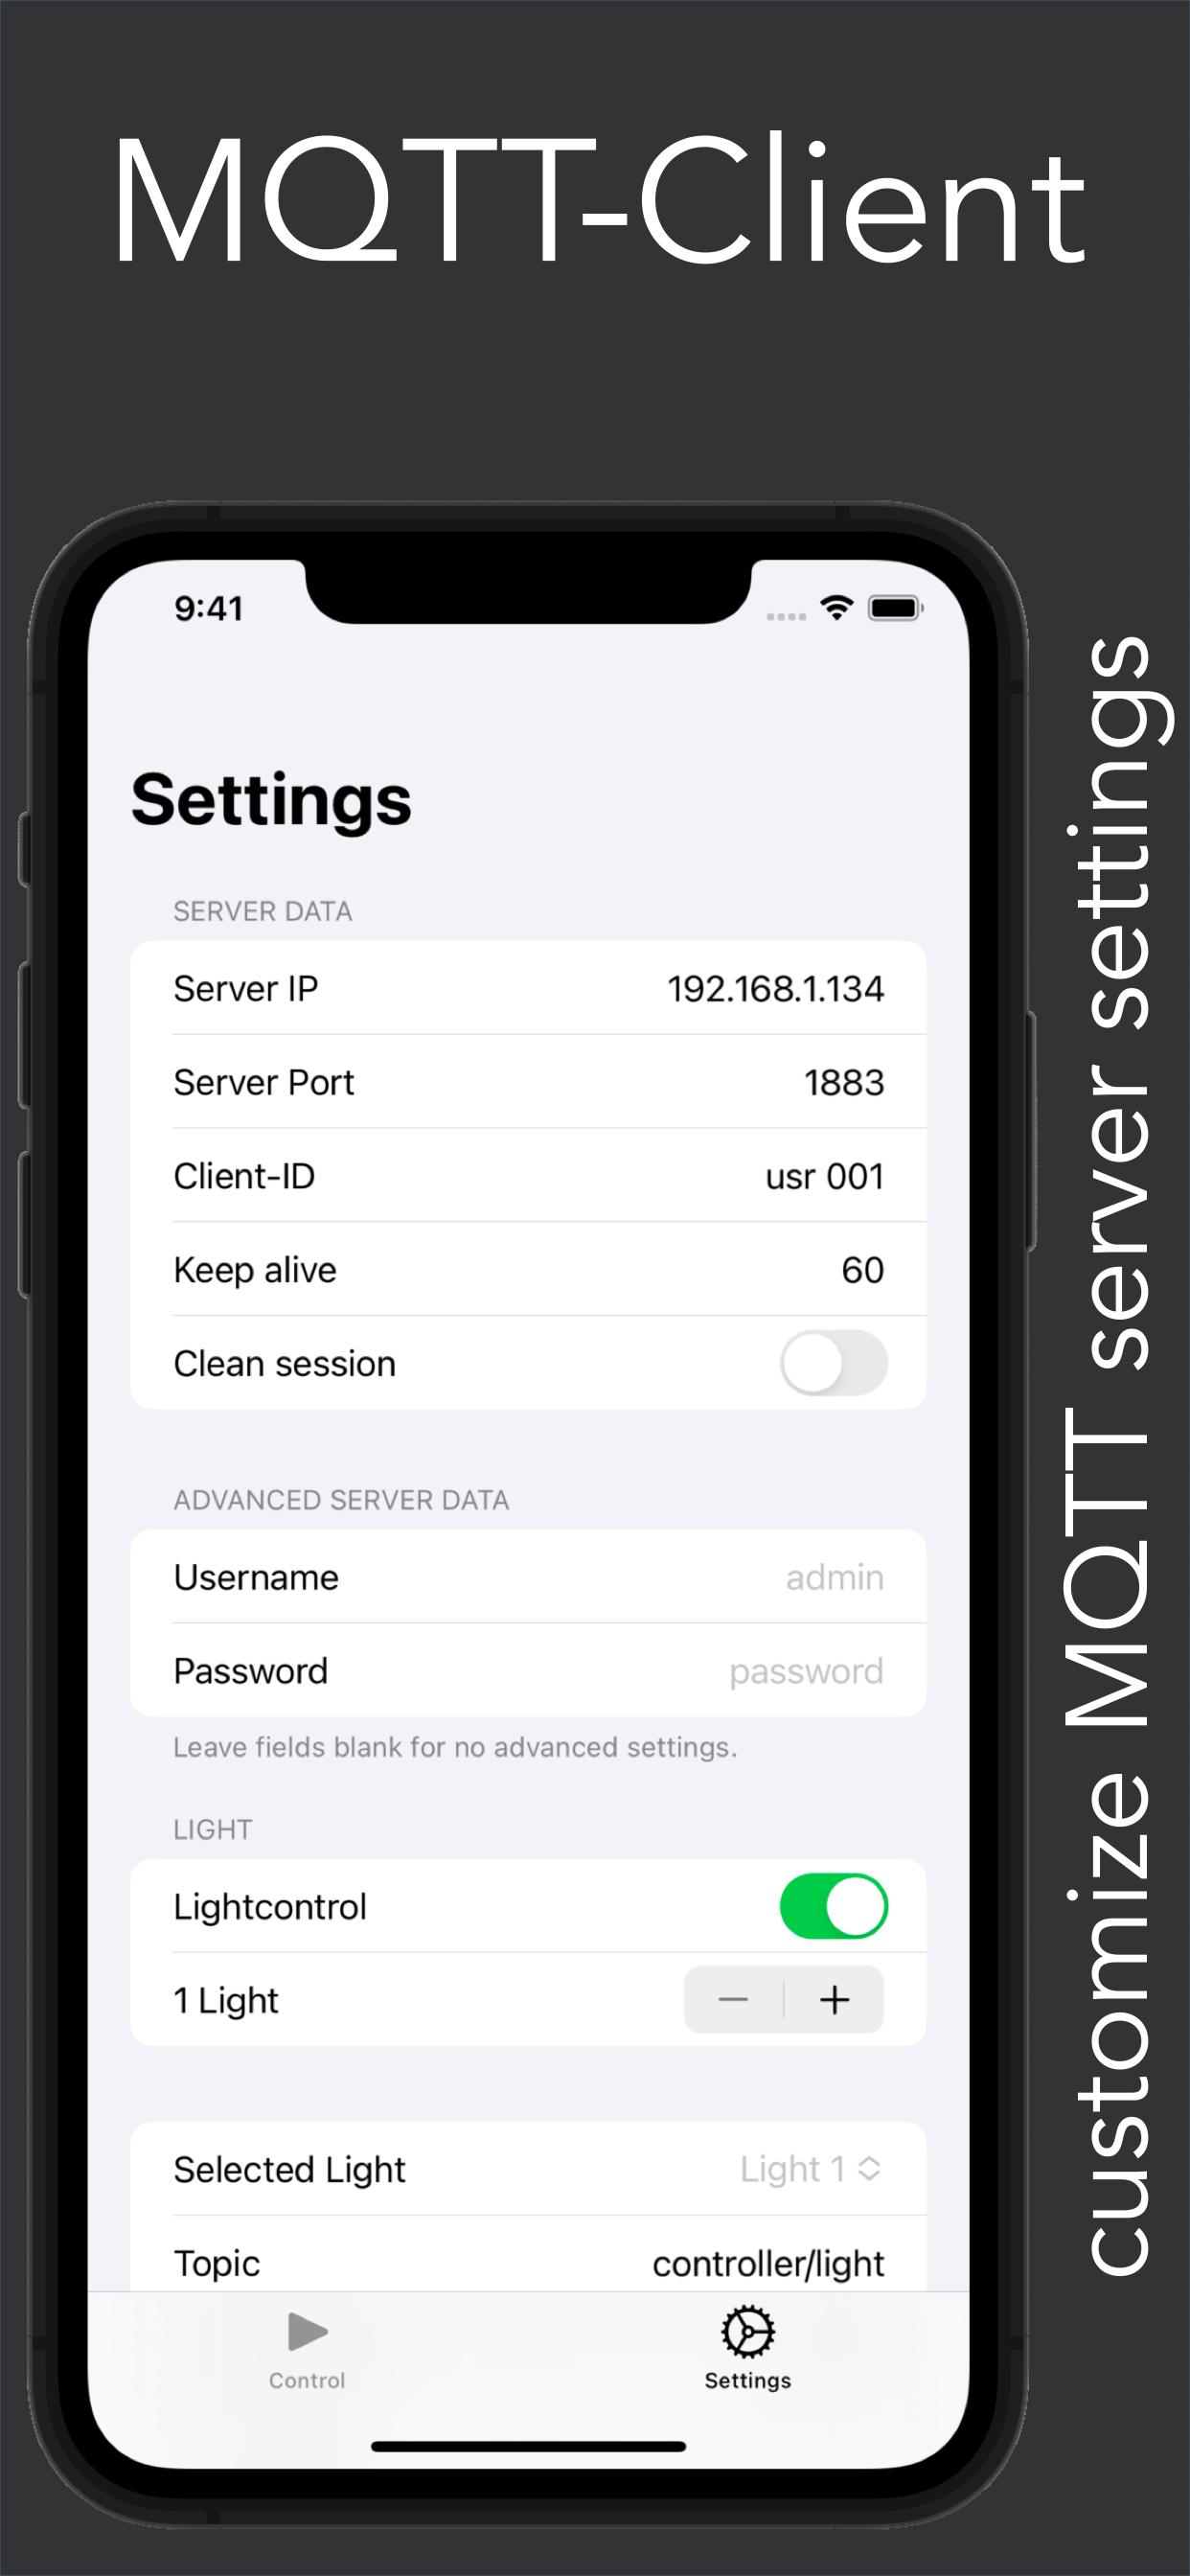 MQTT-Client
9:41
Settings
SERVER DATA
Server IP 192.168.1.134
Server Port 1883
Client-ID usr 001
Keep alive 60
Clean session
ADVANCED SERVER DATA
Username admin
Password password
Leave fields blank for no advanced settings.
LIGHT
Lightcontrol
1 Light
Selected Light Light 1
Topic controller/light
Control Settings
customize MQTT server settings